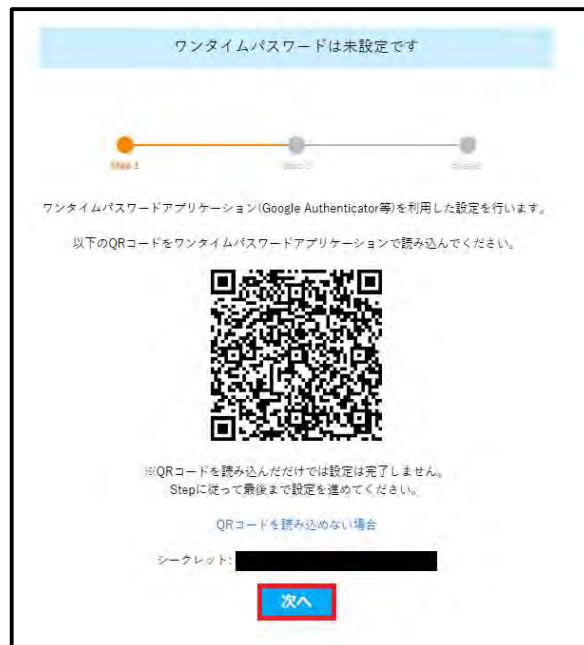 ワンタイムパスワードは未設定です
Step 1
ワンタイムパスワードアプリケーション(Google Authenticator等)を利用した設定を行います。
以下のQRコードをワンタイムパスワードアプリケーションで読み込んでください。
※QRコードを読み込んだだけでは設定は完了しません。
Stepに従って最後まで設定を進めてください。
QRコードを読み込めない場合
シークレット:
次へ